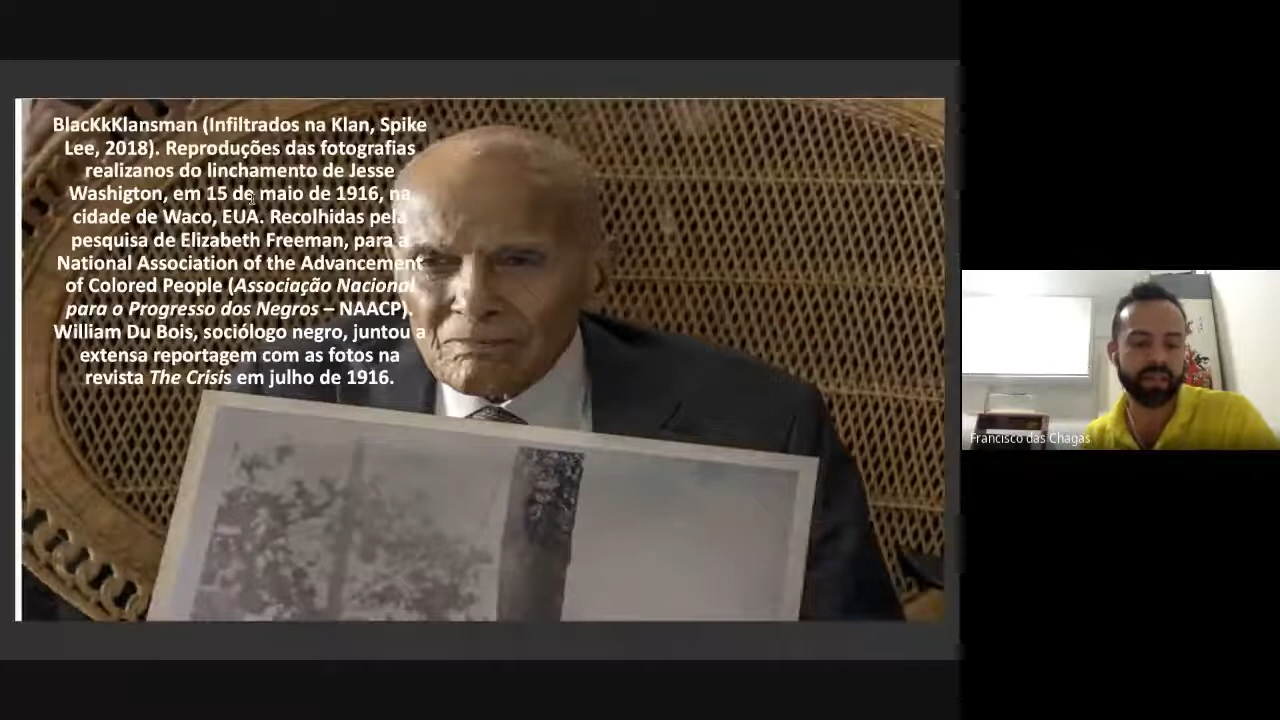 BlacKkKlansman (Infiltrados na Klan, Spike
Lee, 2018). Reproduções das fotografias
realizanos do linchamento de Jesse
Washigton, em 15 de maio de 1916, na
cidade de Waco, EUA. Recolhidas pela
pesquisa de Elizabeth Freeman, para a
National Association of the Advancement
of Colored People (Associação Nacional
para o Progresso dos Negros – NAACP).
William Du Bois, sociólogo negro, juntou a
extensa reportagem com as fotos na
revista The Crisis em julho de 1916.
Francisco das Chagas